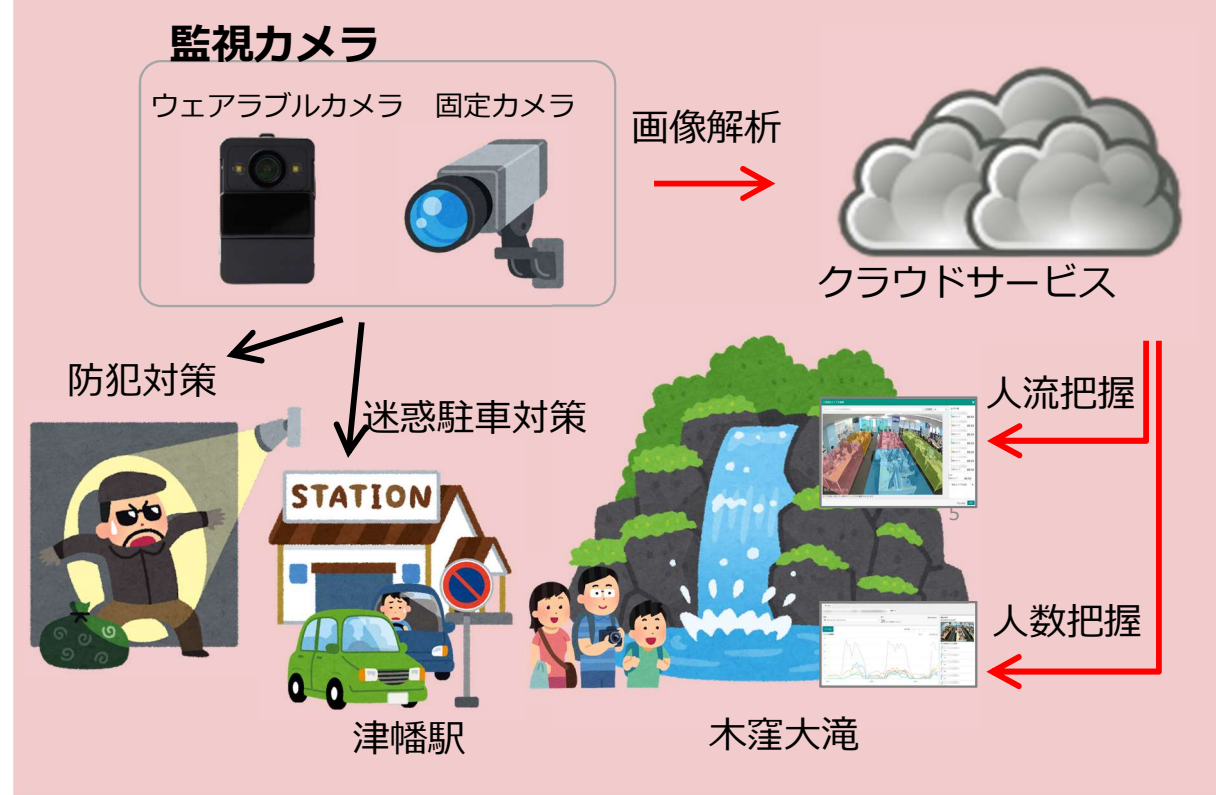 監視カメラ
ウェアラブルカメラ
固定カメラ
画像解析
クラウドサービス
防犯対策
迷惑駐車対策
人流把握
STATION
5
人数把握
津幡駅
木窪大滝